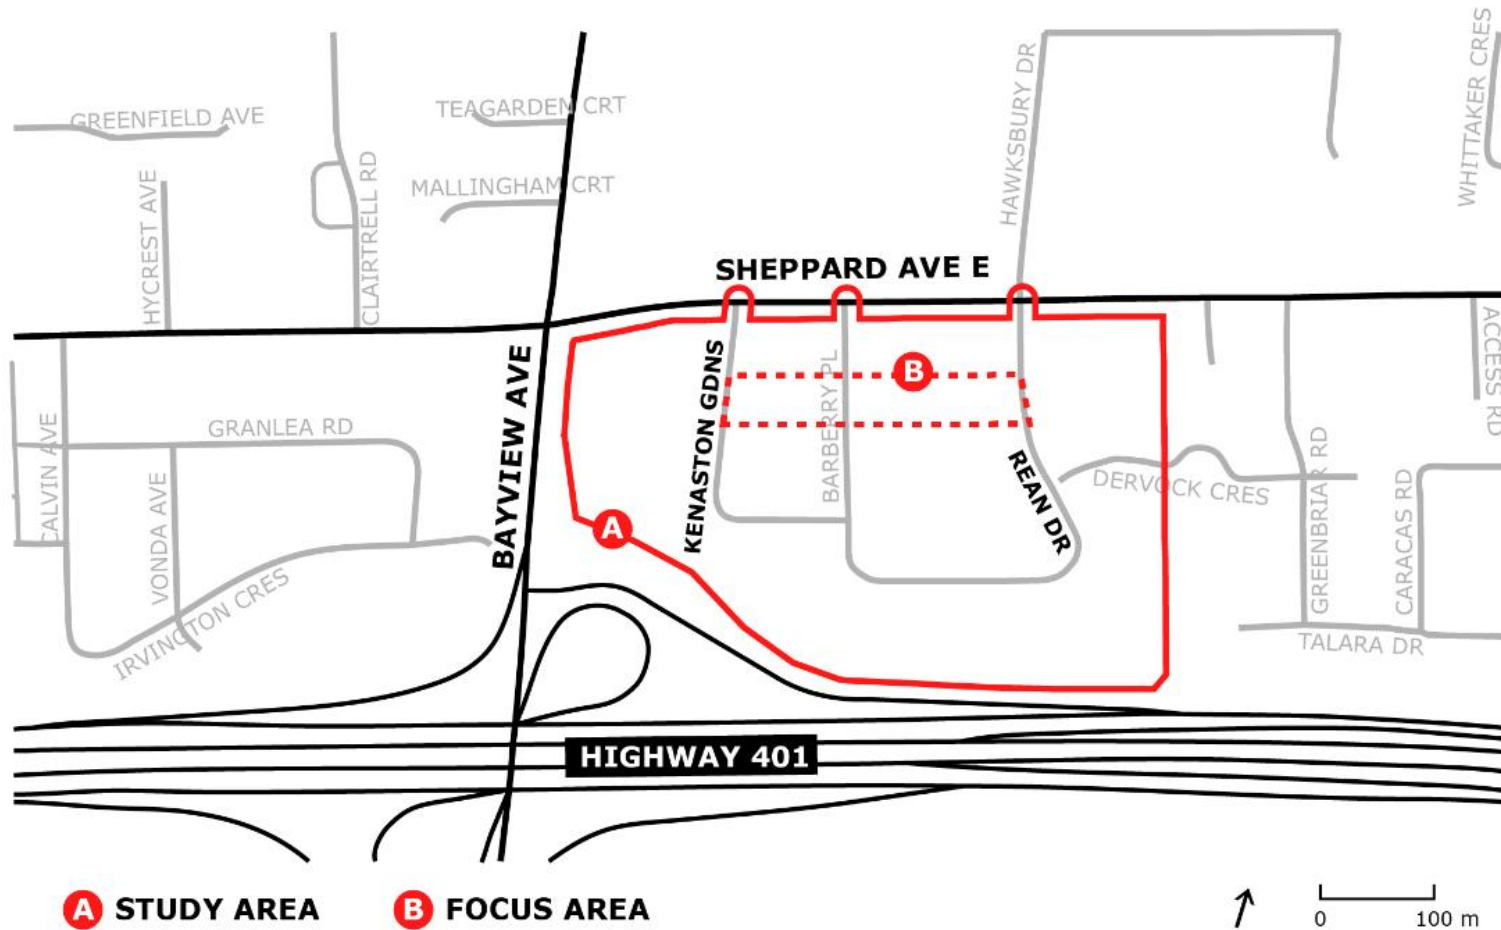 GREENFIELD AVE
TEAGARDEN CRT
HAWKSBURY DR
WHITTAKER CRES
HYCREST AVE
CLAIRTRELL RD
MALLINGHAM CRT
SHEPPARD AVE E
BAYVIEW AVE
KENASTON GDNS
BARBERRY PL
B
ACCESS RD
CALVIN AVE
GRANLEA RD
VONDA AVE
IRVINGTON CRES
A
REAN DR
DERVOCK CRES
GREENBRIAR RD
CARACAS RD
TALARA DR
HIGHWAY 401
A STUDY AREA
B FOCUS AREA
0 100 m